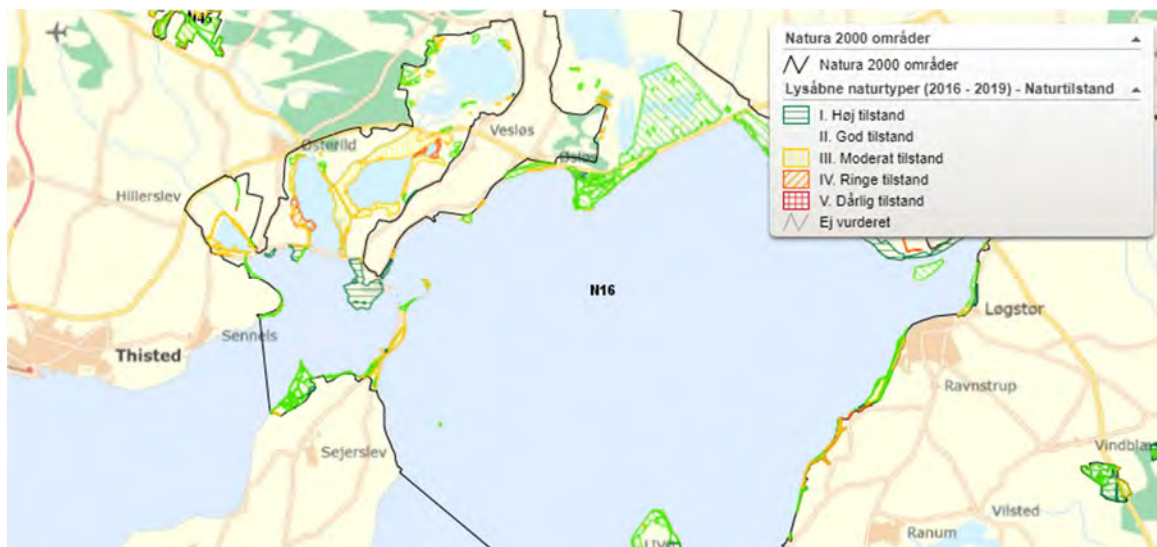 N45
Natura 2000 områder
Natura 2000 områder
Lysåbne naturtyper (2016 - 2019) - Naturtilstand
I. Høj tilstand
II. God tilstand
III. Moderat tilstand
IV. Ringe tilstand
V. Dårlig tilstand
Ej vurderet
Vesløs
Østerild
Øsløs
Hillerslev
N16
Løgstør
Sennels
Thisted
Ravnstrup
Sejerslev
Vindblæs
Vilsted
Ranum